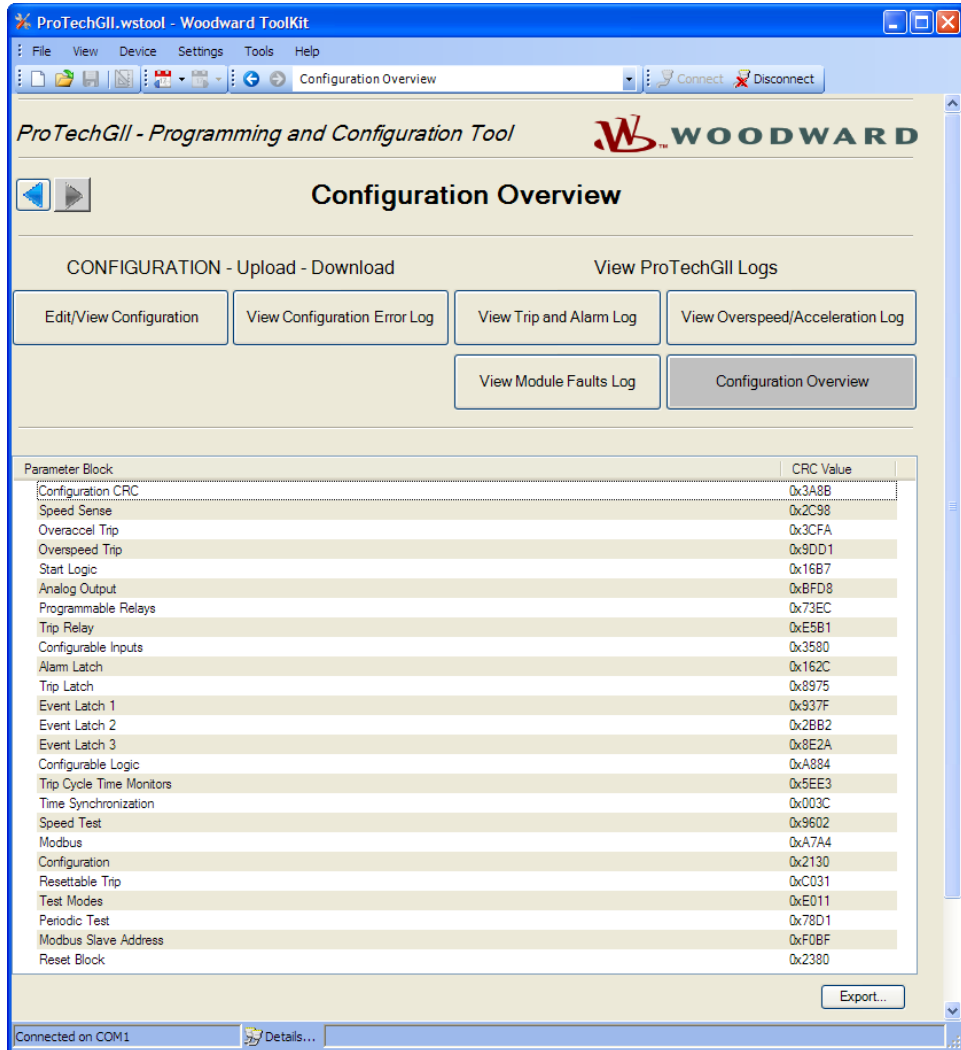 ProTechGII.wstool - Woodward ToolKit
File View Device Settings Tools Help
Configuration Overview Connect Disconnect
ProTechGII - Programming and Configuration Tool WOODWARD
Configuration Overview
CONFIGURATION - Upload - Download View ProTechGII Logs
Edit/View Configuration View Configuration Error Log View Trip and Alarm Log View Overspeed/Acceleration Log
View Module Faults Log Configuration Overview
Parameter Block CRC Value
Configuration CRC 0x3A8B
Speed Sense 0x2C98
Overaccel Trip 0x3CFA
Overspeed Trip 0x9DD1
Start Logic 0x16B7
Analog Output 0xBFD8
Programmable Relays 0x73EC
Trip Relay 0xE5B1
Configurable Inputs 0x3580
Alarm Latch 0x162C
Trip Latch 0x8975
Event Latch 1 0x937F
Event Latch 2 0x2BB2
Event Latch 3 0x8E2A
Configurable Logic 0xA884
Trip Cycle Time Monitors 0x5EE3
Time Synchronization 0x003C
Speed Test 0x9602
Modbus 0xA7A4
Configuration 0x2130
Resettable Trip 0xC031
Test Modes 0xE011
Periodic Test 0x78D1
Modbus Slave Address 0xF0BF
Reset Block 0x2380
Export...
Connected on COM1 Details...